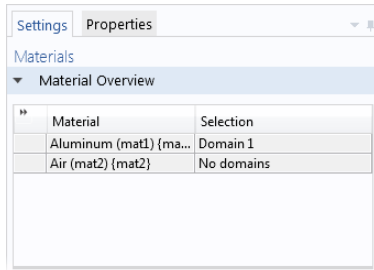 Settings Properties
Materials
Material Overview
Material Selection
Aluminum (mat1) {ma... Domain 1
Air (mat2) {mat2} No domains